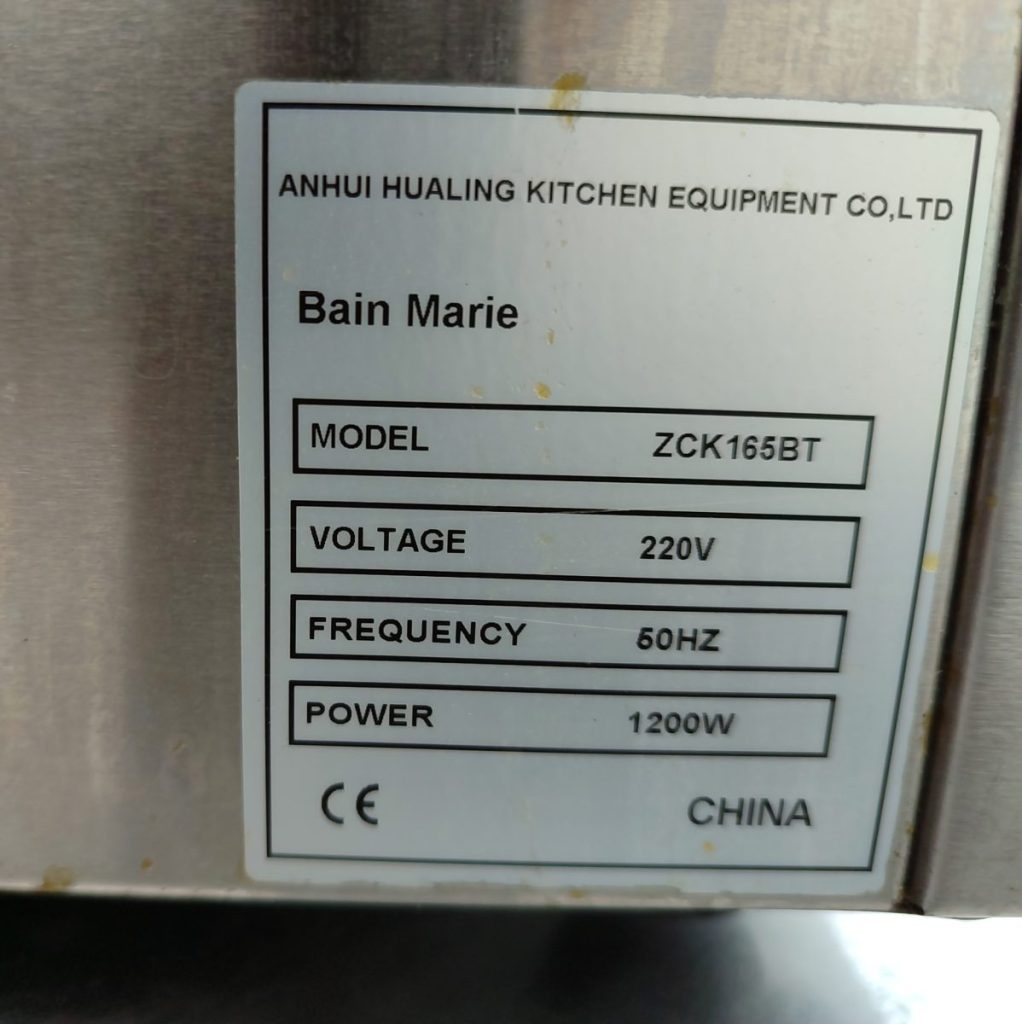 ANHUI HUALING KITCHEN EQUIPMENT CO,LTD
Bain Marie
MODEL ZCK165BT
VOLTAGE 220V
FREQUENCY 50HZ
POWER 1200W
CE CHINA